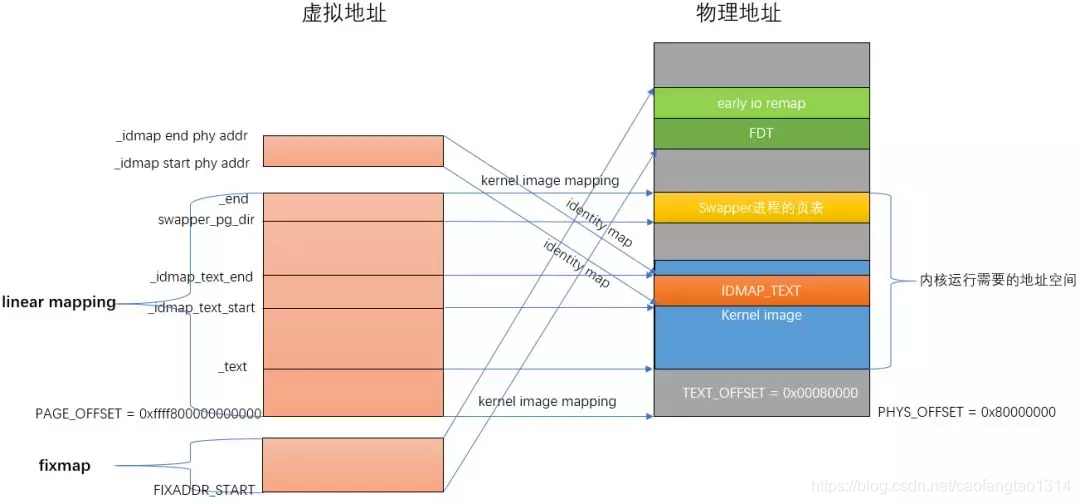 虚拟地址
物理地址
early io remap
FDT
_idmap end phy addr
_idmap start phy addr
kernel image mapping
_end
Swapper进程的页表
swapper_pg_dir
identity map
identity map
_idmap_text_end
内核运行需要的地址空间
IDMAP_TEXT
linear mapping
_idmap_text_start
Kernel image
_text
TEXT_OFFSET = 0x00080000
kernel image mapping
PAGE_OFFSET = 0xffff800000000000
PHYS_OFFSET = 0x80000000
fixmap
FIXADDR_START
https://blog.csdn.net/caofengtao1314